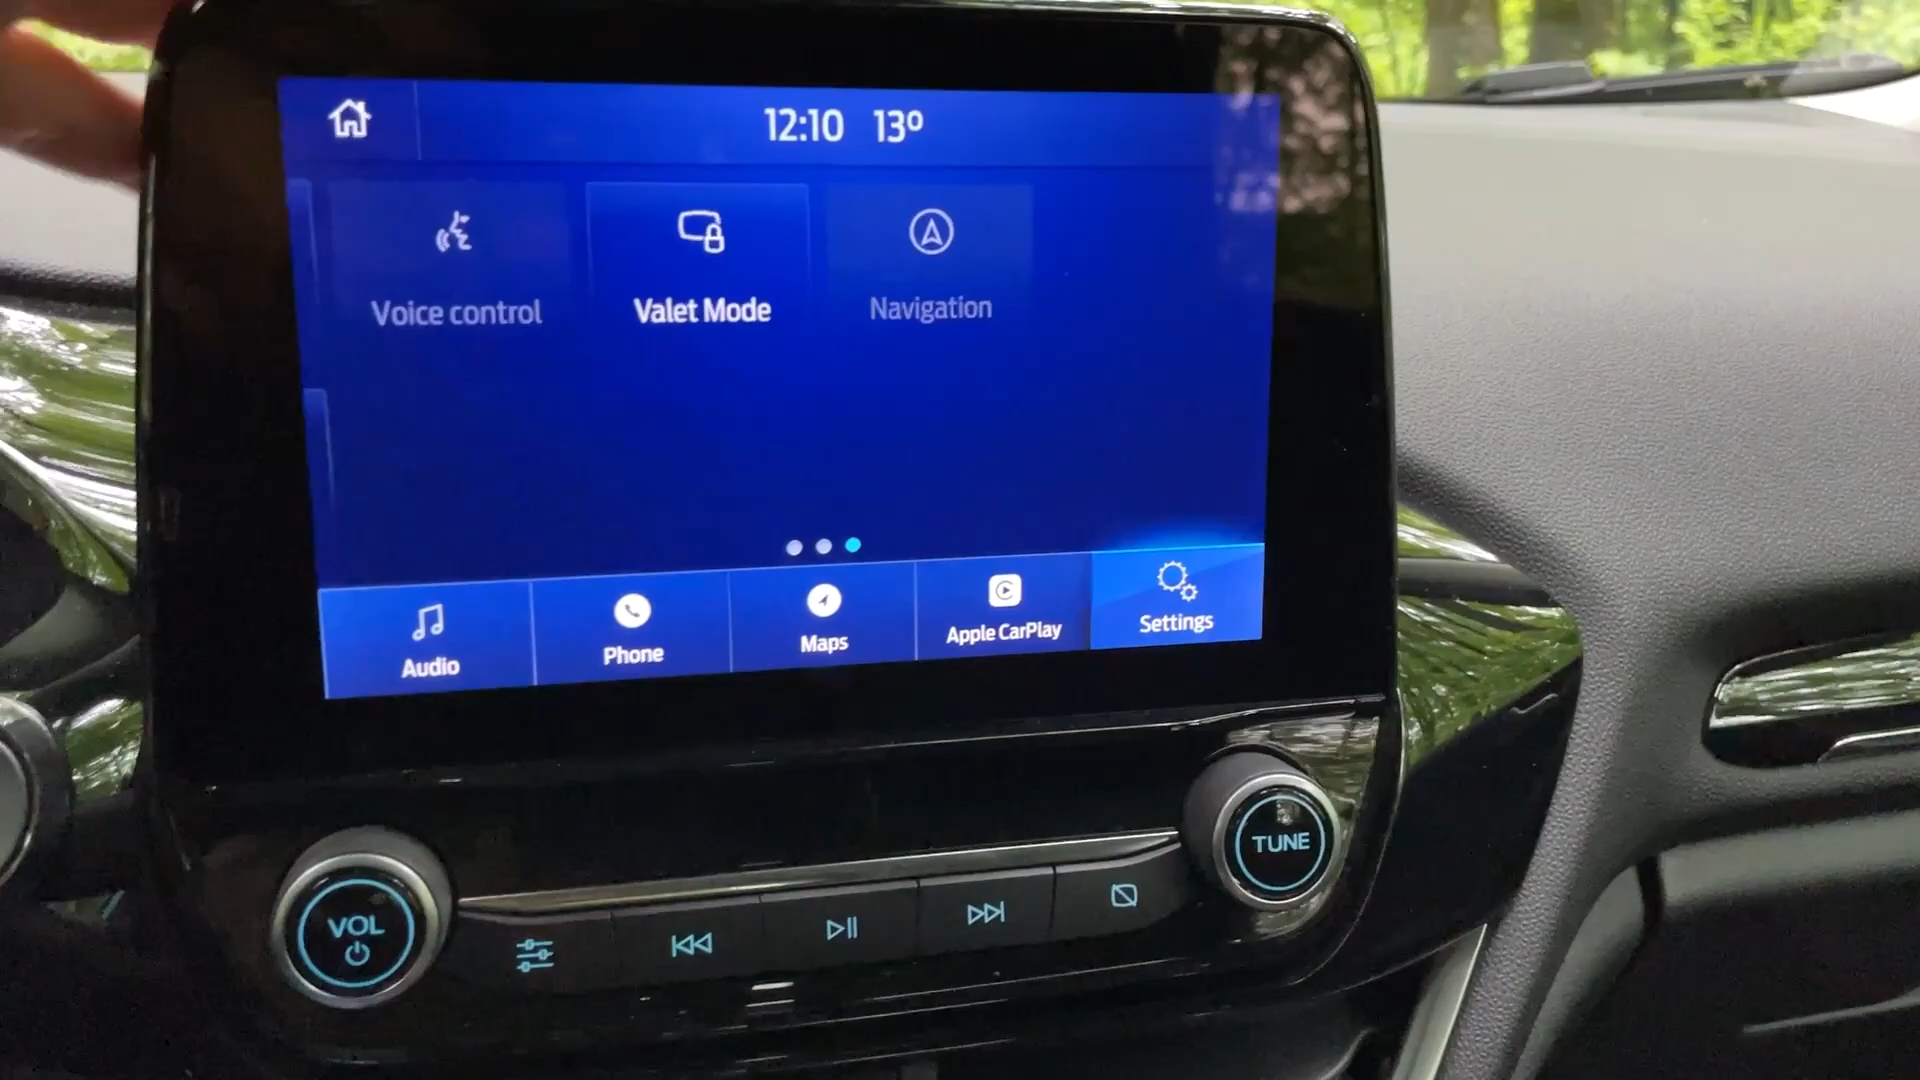 12:10 13º
Voice control
Valet Mode
Navigation
Audio
Phone
Maps
Apple CarPlay
Settings
VOL
TUNE